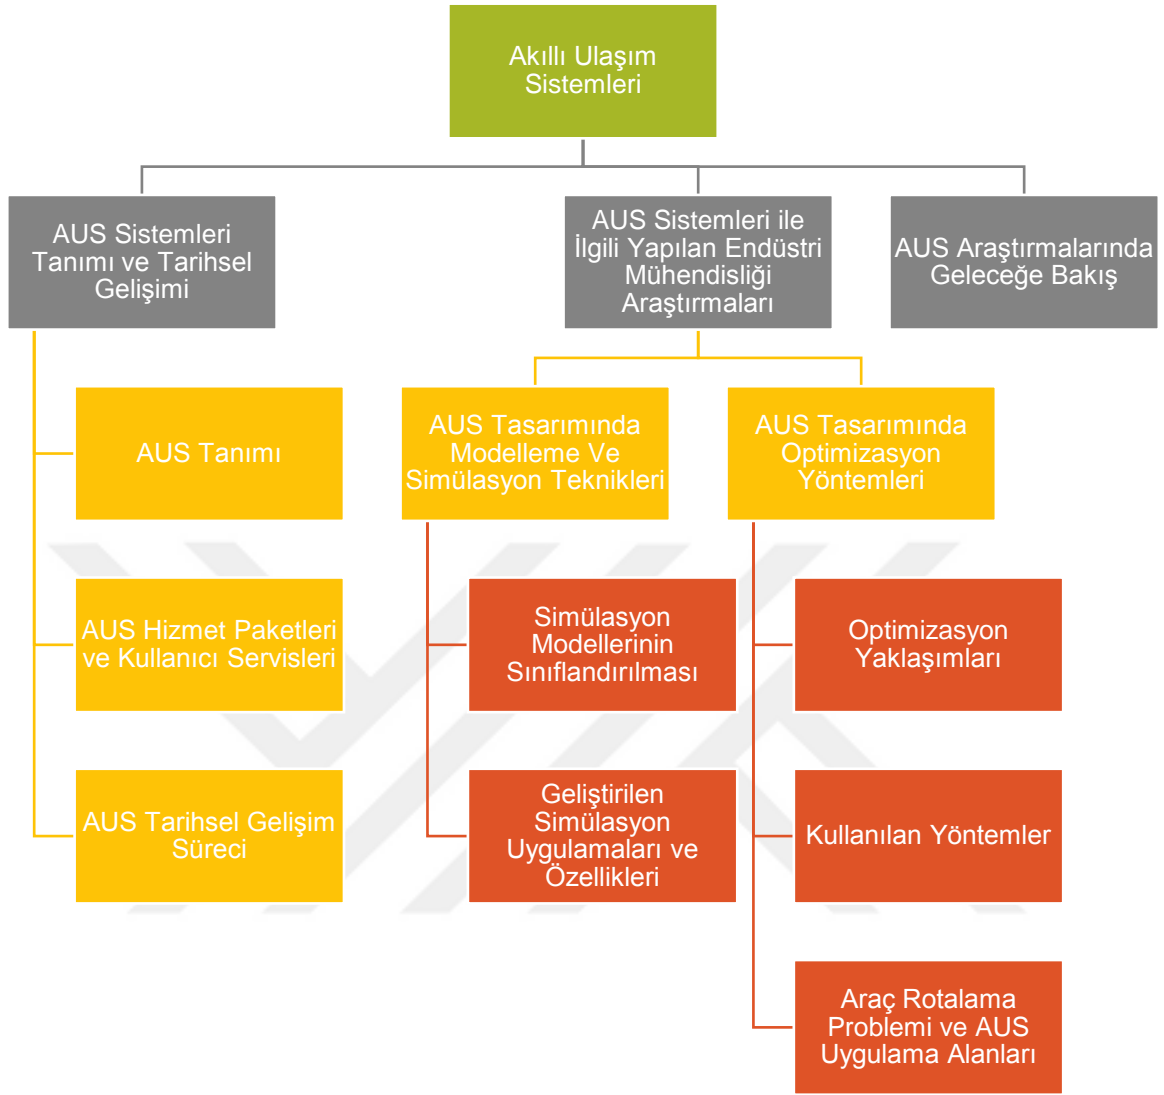 Akıllı Ulaşım
Sistemleri
AUS Sistemleri
Tanımı ve Tarihsel
Gelişimi
AUS Sistemleri ile
İlgili Yapılan Endüstri
Mühendisliği
Araştırmaları
AUS Araştırmalarında
Geleceğe Bakış
AUS Tanımı
AUS Tasarımında
Modelleme Ve
Simülasyon Teknikleri
AUS Tasarımında
Optimizasyon
Yöntemleri
AUS Hizmet Paketleri
ve Kullanıcı Servisleri
Simülasyon
Modellerinin
Sınıflandırılması
Optimizasyon
Yaklaşımları
AUS Tarihsel Gelişim
Süreci
Geliştirilen
Simülasyon
Uygulamaları ve
Özellikleri
Kullanılan Yöntemler
Araç Rotalama
Problemi ve AUS
Uygulama Alanları